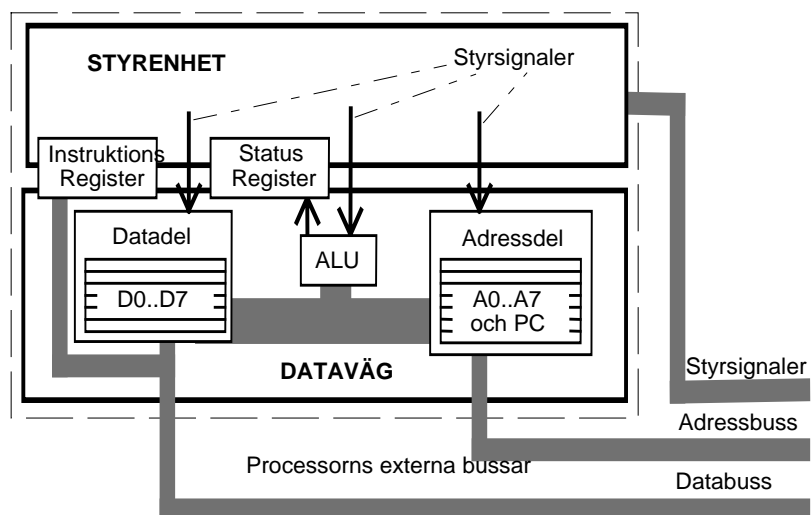 STYRENHET
Styrsignaler
Instruktions
Register
Status
Register
Datadel
ALU
Adressdel
D0..D7
A0..A7
och PC
DATAVÄG
Styrsignaler
Adressbuss
Processorns externa bussar
Databuss